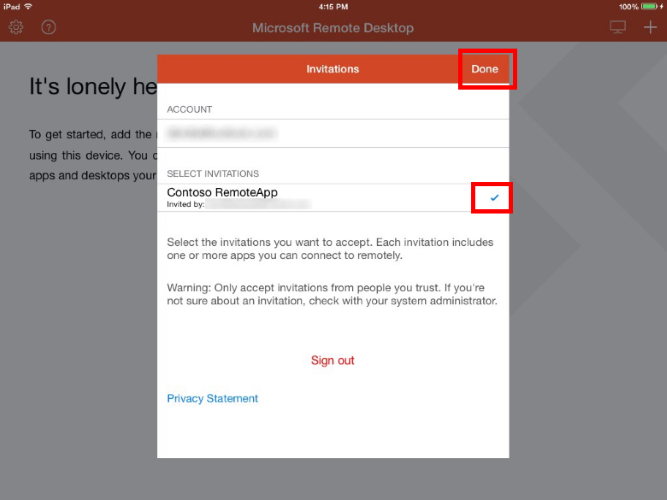 iPad 4:15 PM 100%
? Microsoft Remote Desktop +
Invitations Done
It's lonely he
ACCOUNT
To get started, add the
using this device. You c
apps and desktops your
SELECT INVITATIONS
Contoso RemoteApp
Invited by:
Select the invitations you want to accept. Each invitation includes
one or more apps you can connect to remotely.
Warning: Only accept invitations from people you trust. If you're
not sure about an invitation, check with your system administrator.
Sign out
Privacy Statement